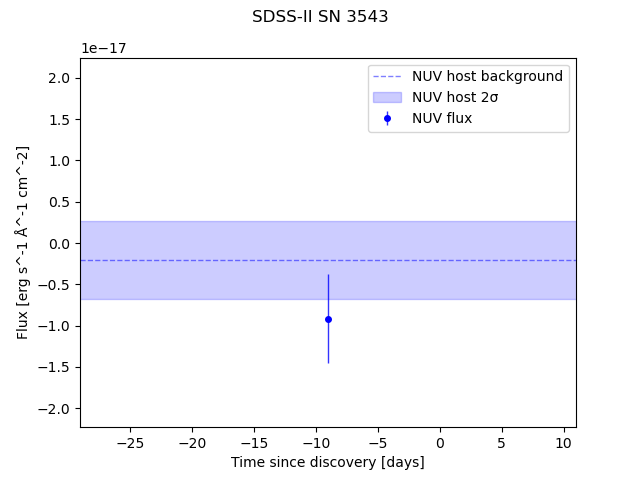 SDSS-II SN 3543
1e−17
NUV host background
NUV host 2σ
NUV flux
2.0
1.5
1.0
0.5
0.0
−0.5
−1.0
−1.5
−2.0
Flux [erg s^-1 Å^-1 cm^-2]
−25
−20
−15
−10
−5
0
5
10
Time since discovery [days]